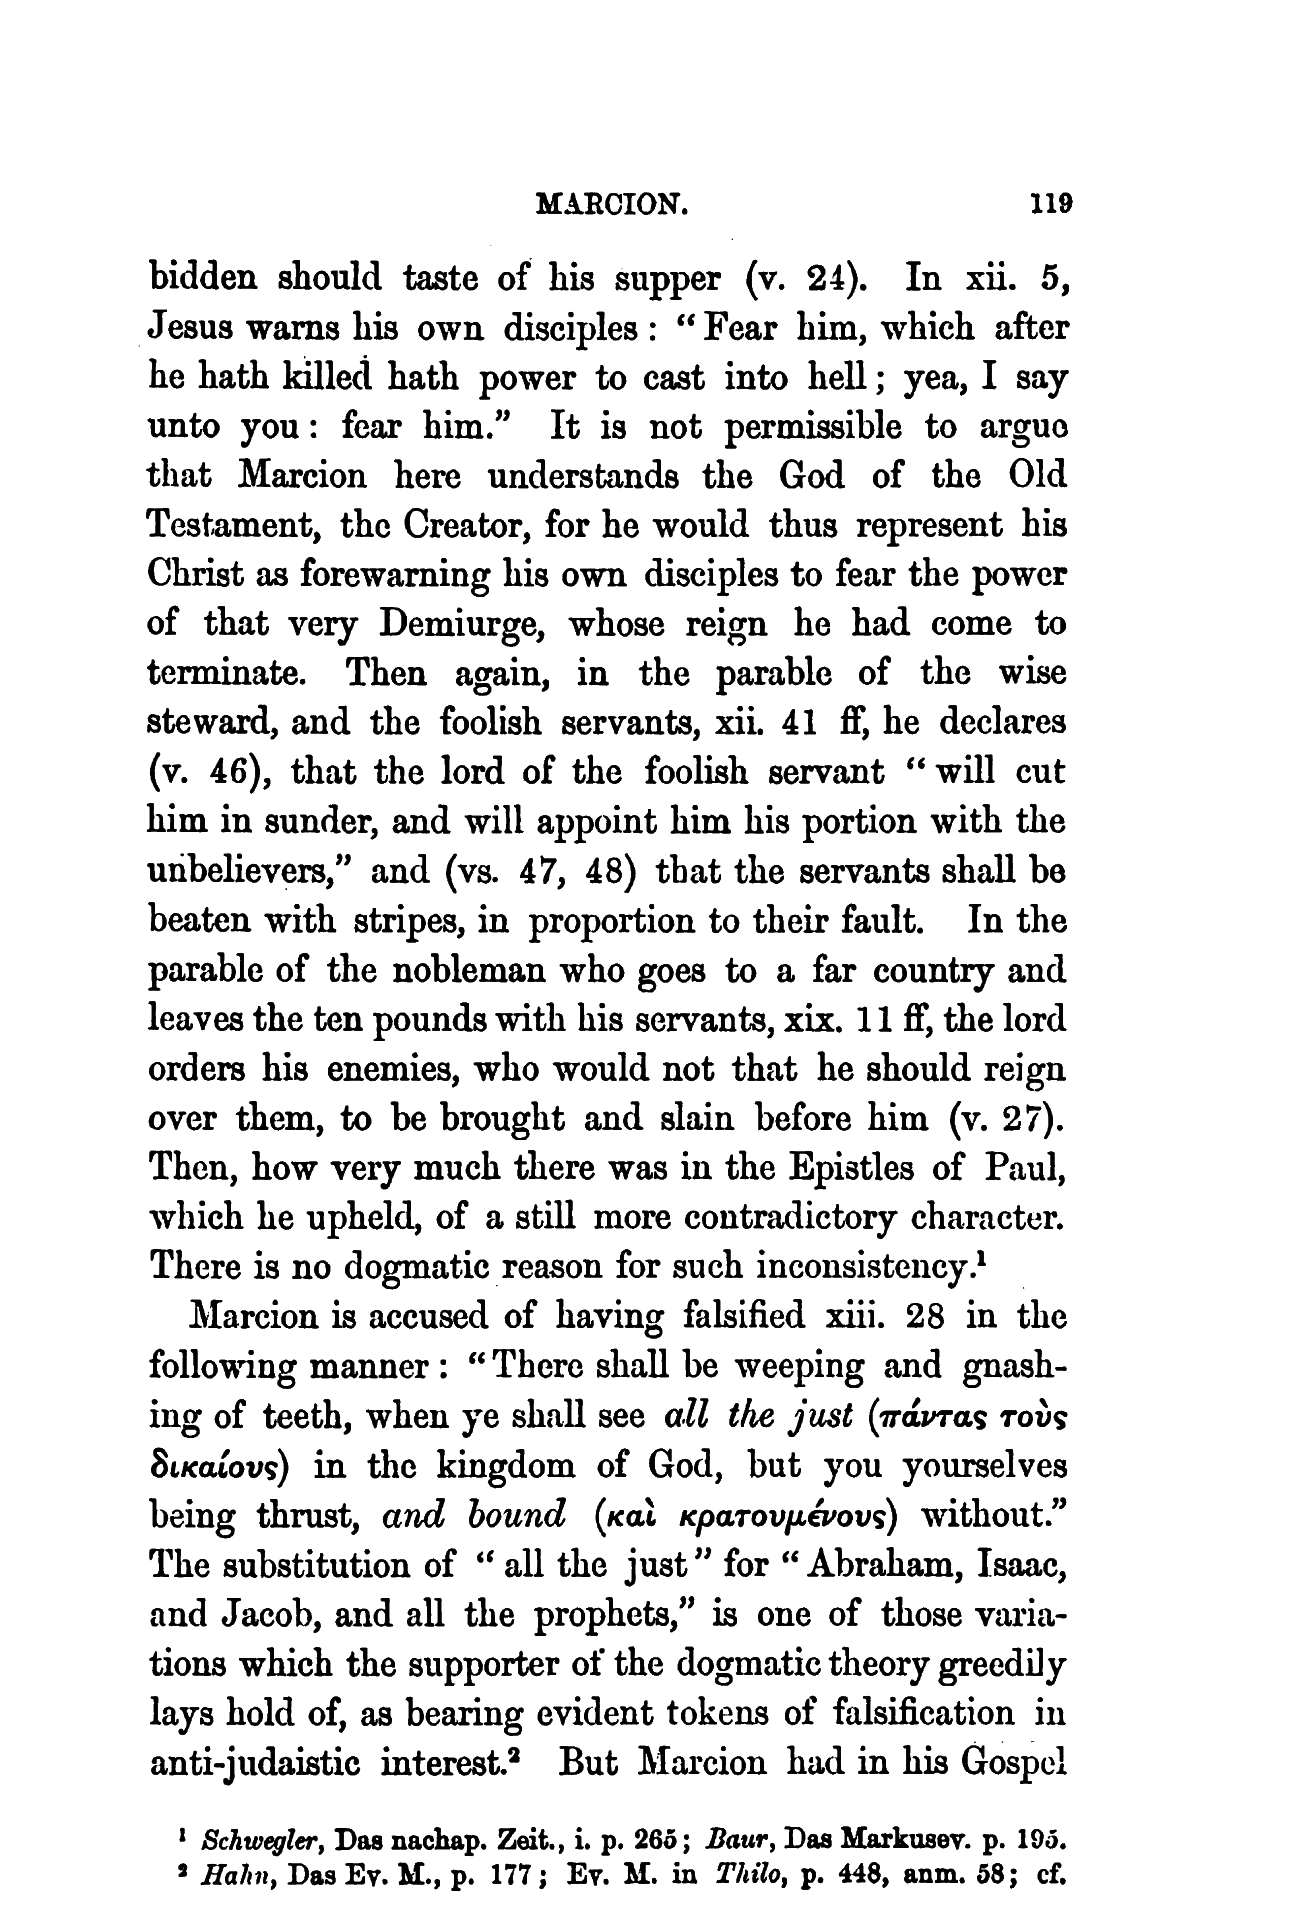 MARCION. 119
bidden should taste of his supper (v. 24). In xii. 5,
Jesus warns his own disciples : “Fear him, which after
he hath killed hath power to cast into hell ; yea, I say
unto you : fear him.” It is not permissible to argue
that Marcion here understands the God of the Old
Testament, the Creator, for he would thus represent his
Christ as forewarning his own disciples to fear the power
of that very Demiurge, whose reign he had come to
terminate. Then again, in the parable of the wise
steward, and the foolish servants, xii. 41 ff, he declares
(v. 46), that the lord of the foolish servant “will cut
him in sunder, and will appoint him his portion with the
unbelievers,” and (vs. 47, 48) that the servants shall be
beaten with stripes, in proportion to their fault. In the
parable of the nobleman who goes to a far country and
leaves the ten pounds with his servants, xix. 11 ff, the lord
orders his enemies, who would not that he should reign
over them, to be brought and slain before him (v. 27).
Then, how very much there was in the Epistles of Paul,
which he upheld, of a still more contradictory character.
There is no dogmatic reason for such inconsistency.¹
Marcion is accused of having falsified xiii. 28 in the
following manner : “There shall be weeping and gnash-
ing of teeth, when ye shall see all the just (πάντας τοὺς
δικαίους) in the kingdom of God, but you yourselves
being thrust, and bound (καὶ κρατουμένους) without.”
The substitution of “all the just” for “Abraham, Isaac,
and Jacob, and all the prophets,” is one of those varia-
tions which the supporter of the dogmatic theory greedily
lays hold of, as bearing evident tokens of falsification in
anti-judaistic interest.² But Marcion had in his Gospel
¹ Schwegler, Das nachap. Zeit., i. p. 265 ; Baur, Das Markusev. p. 195.
² Hahn, Das Ev. M., p. 177 ; Ev. M. in Thilo, p. 448, anm. 58 ; cf.